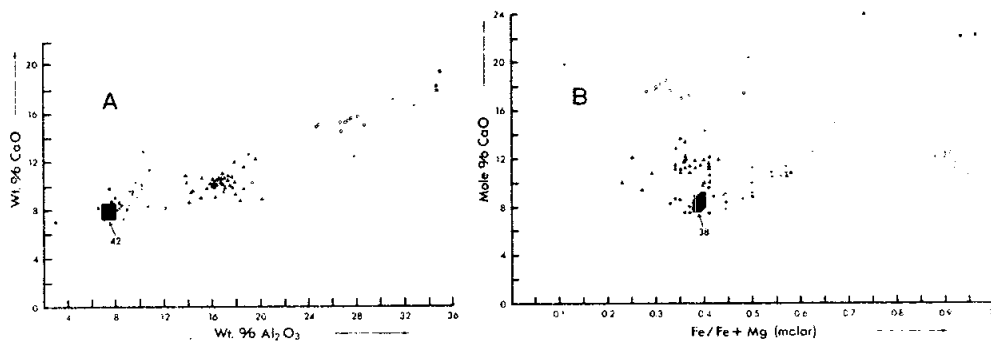 A
Wt. % CaO
20
16
12
8
4
0
42
4 8 12 16 20 24 28 32 36
Wt. % Al₂O₃
B
Mole % CaO
24
20
16
12
8
4
0
38
0.1 0.2 0.3 0.4 0.5 0.6 0.7 0.8 0.9
Fe/Fe + Mg (molar)